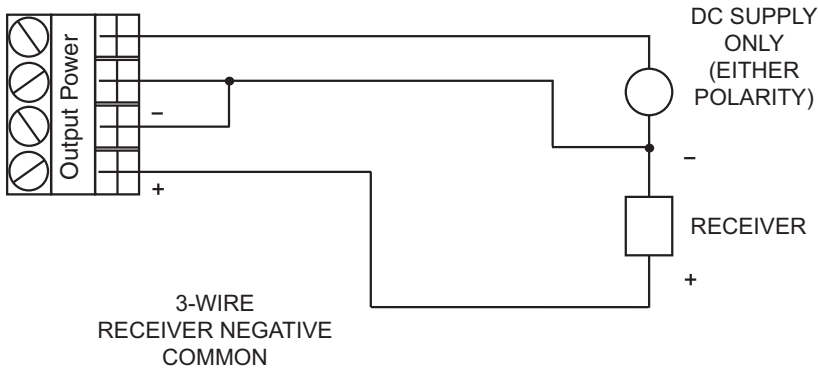 DC SUPPLY
ONLY
(EITHER
POLARITY)
Output Power
–
+
–
RECEIVER
+
3-WIRE
RECEIVER NEGATIVE
COMMON